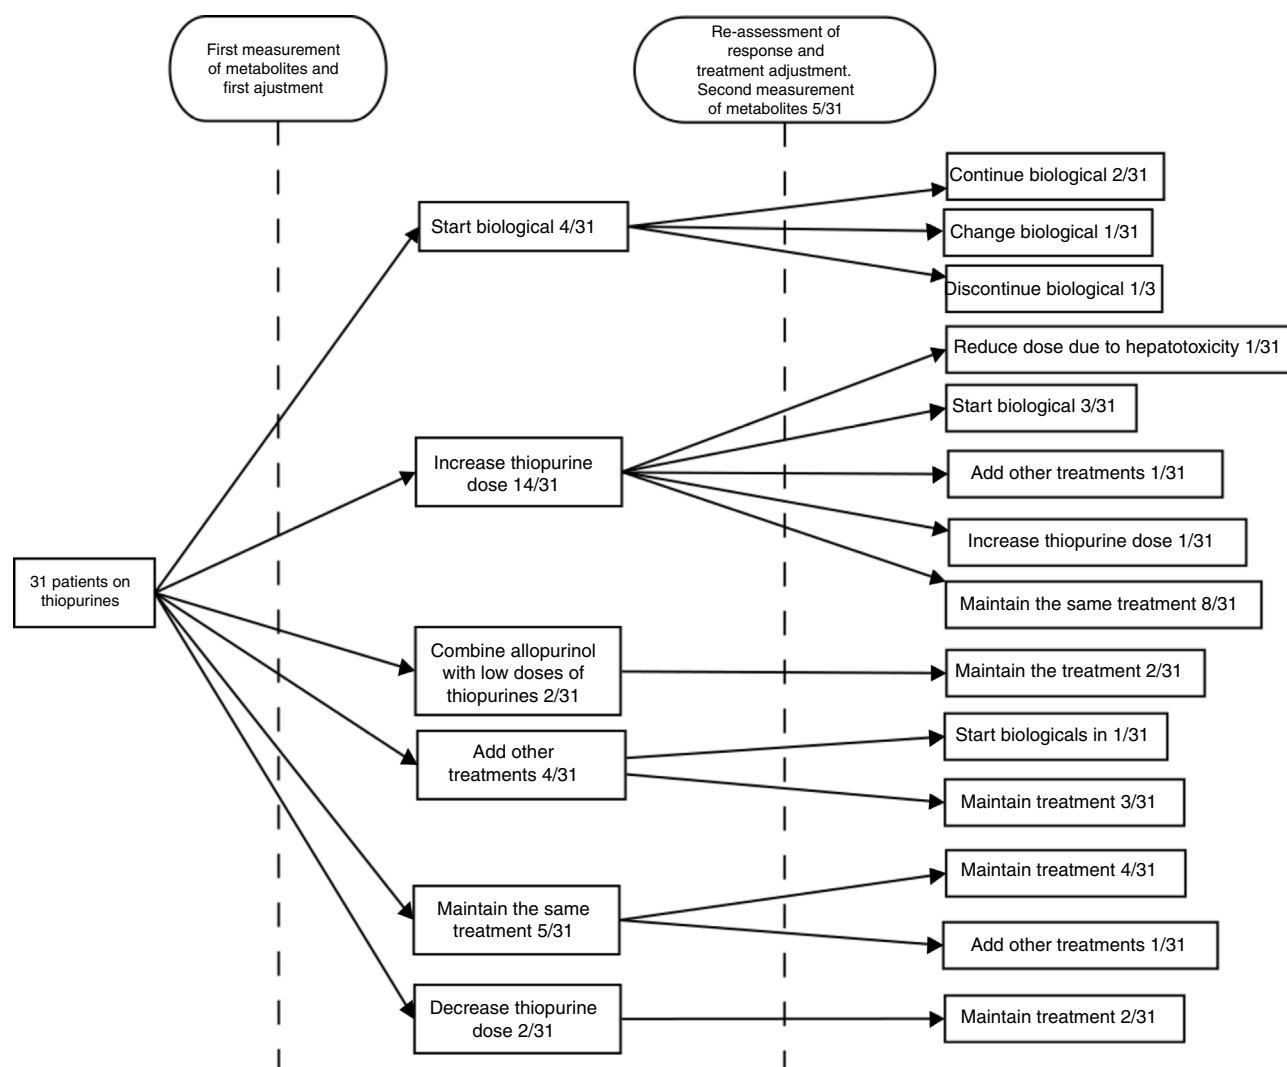 First measurement
of metabolites and
first ajustment
Re-assessment of
response and
treatment adjustment.
Second measurement
of metabolites 5/31
31 patients on
thiopurines
Start biological 4/31
Continue biological 2/31
Change biological 1/31
Discontinue biological 1/3
Increase thiopurine
dose 14/31
Reduce dose due to hepatotoxicity 1/31
Start biological 3/31
Add other treatments 1/31
Increase thiopurine dose 1/31
Maintain the same treatment 8/31
Combine allopurinol
with low doses of
thiopurines 2/31
Maintain the treatment 2/31
Add other
treatments 4/31
Start biologicals in 1/31
Maintain treatment 3/31
Maintain the same
treatment 5/31
Maintain treatment 4/31
Add other treatments 1/31
Decrease thiopurine
dose 2/31
Maintain treatment 2/31